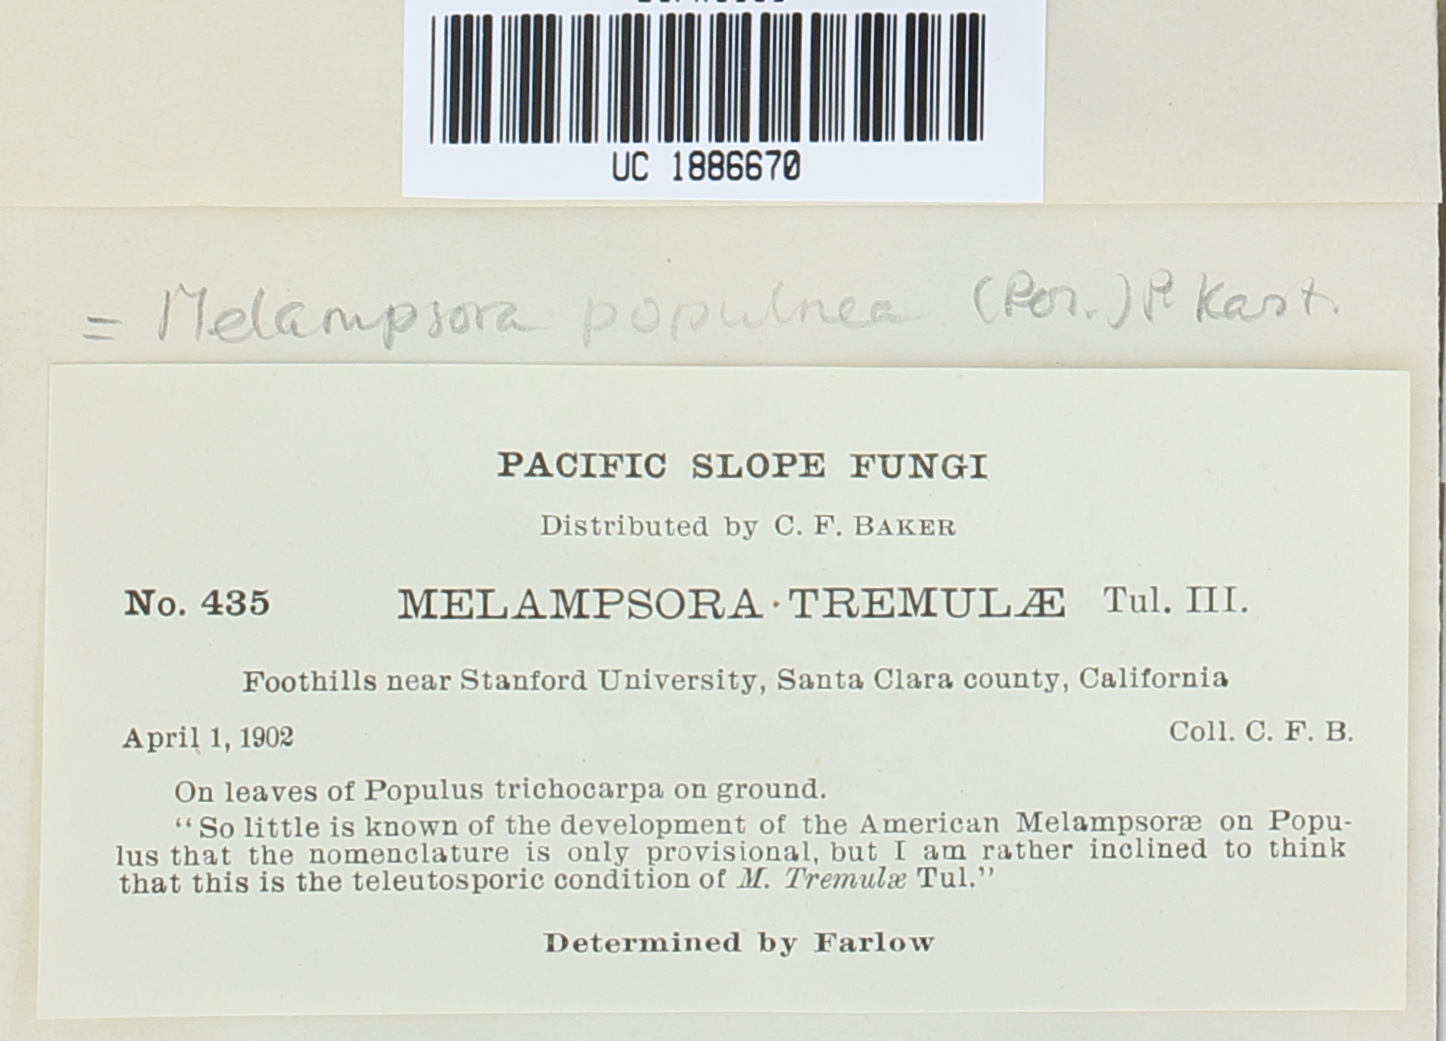 UC 1886670
= Melampsora populnea (Per.) P. Karst.
PACIFIC SLOPE FUNGI
Distributed by C. F. BAKER
No. 435 MELAMPSORA · TREMULÆ Tul. III.
Foothills near Stanford University, Santa Clara county, California
April 1, 1902 Coll. C. F. B.
On leaves of Populus trichocarpa on ground.
“So little is known of the development of the American Melampsoræ on Popu-
lus that the nomenclature is only provisional, but I am rather inclined to think
that this is the teleutosporic condition of M. Tremulæ Tul.”
Determined by Farlow